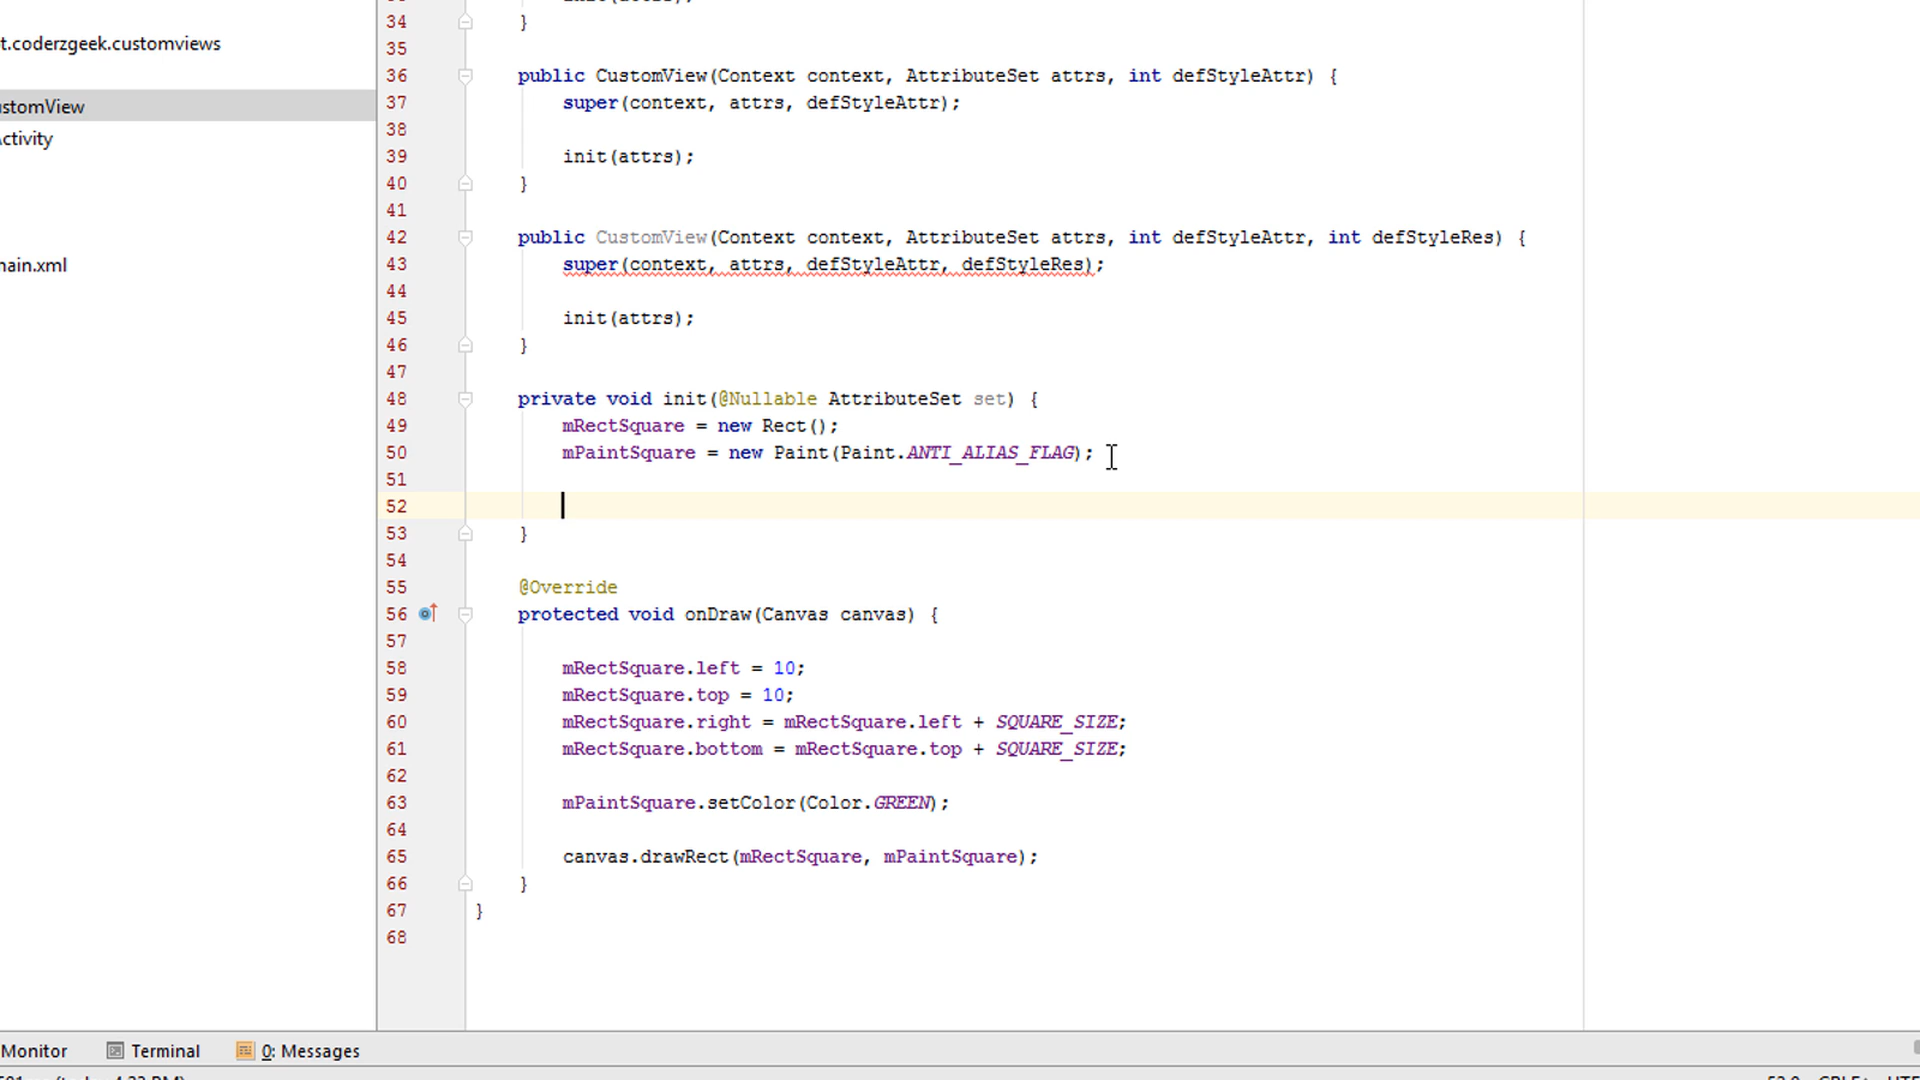 t.coderzgeek.customviews
ustomView
Activity
main.xml
34 }
35
36 public CustomView(Context context, AttributeSet attrs, int defStyleAttr) {
37 super(context, attrs, defStyleAttr);
38
39 init(attrs);
40 }
41
42 public CustomView(Context context, AttributeSet attrs, int defStyleAttr, int defStyleRes) {
43 super(context, attrs, defStyleAttr, defStyleRes);
44
45 init(attrs);
46 }
47
48 private void init(@Nullable AttributeSet set) {
49 mRectSquare = new Rect();
50 mPaintSquare = new Paint(Paint.ANTI_ALIAS_FLAG);
51
52
53 }
54
55 @Override
56 protected void onDraw(Canvas canvas) {
57
58 mRectSquare.left = 10;
59 mRectSquare.top = 10;
60 mRectSquare.right = mRectSquare.left + SQUARE_SIZE;
61 mRectSquare.bottom = mRectSquare.top + SQUARE_SIZE;
62
63 mPaintSquare.setColor(Color.GREEN);
64
65 canvas.drawRect(mRectSquare, mPaintSquare);
66 }
67 }
68
Monitor Terminal 0: Messages